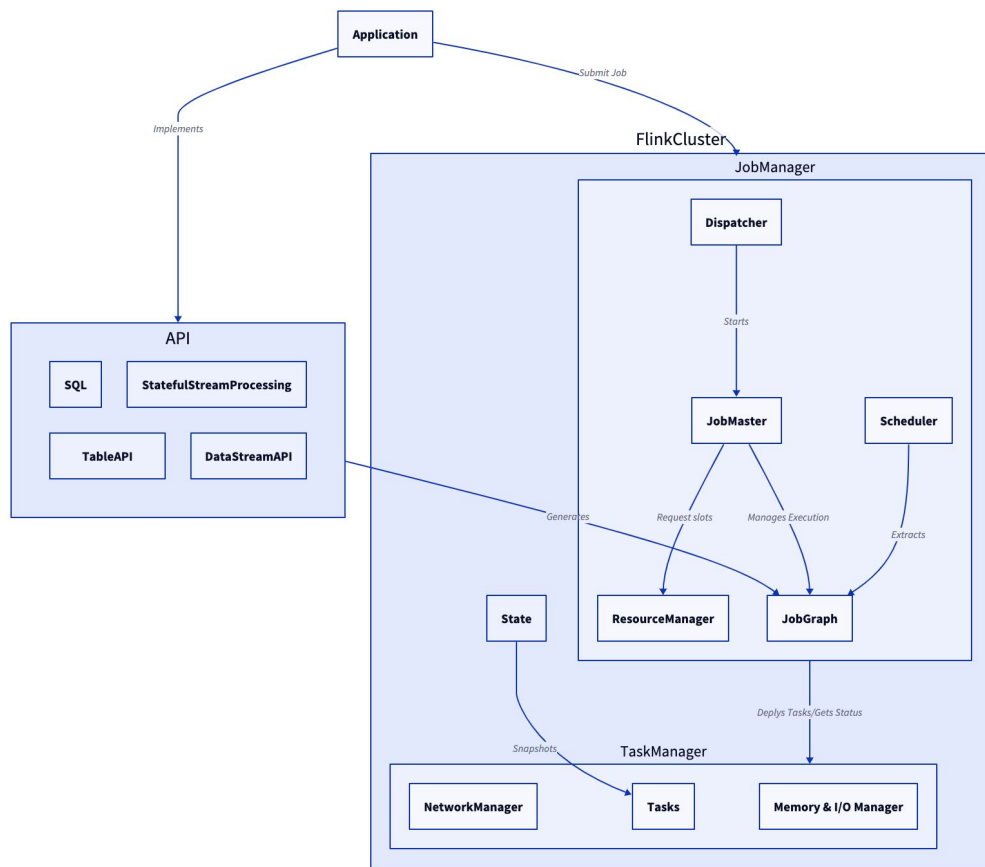 Application
Submit Job
Implements
FlinkCluster
JobManager
Dispatcher
Starts
API
SQL
StatefulStreamProcessing
TableAPI
DataStreamAPI
JobMaster
Scheduler
Generates
Request slots
Manages Execution
Extracts
State
ResourceManager
JobGraph
Deplys Tasks/Gets Status
Snapshots
TaskManager
NetworkManager
Tasks
Memory & I/O Manager